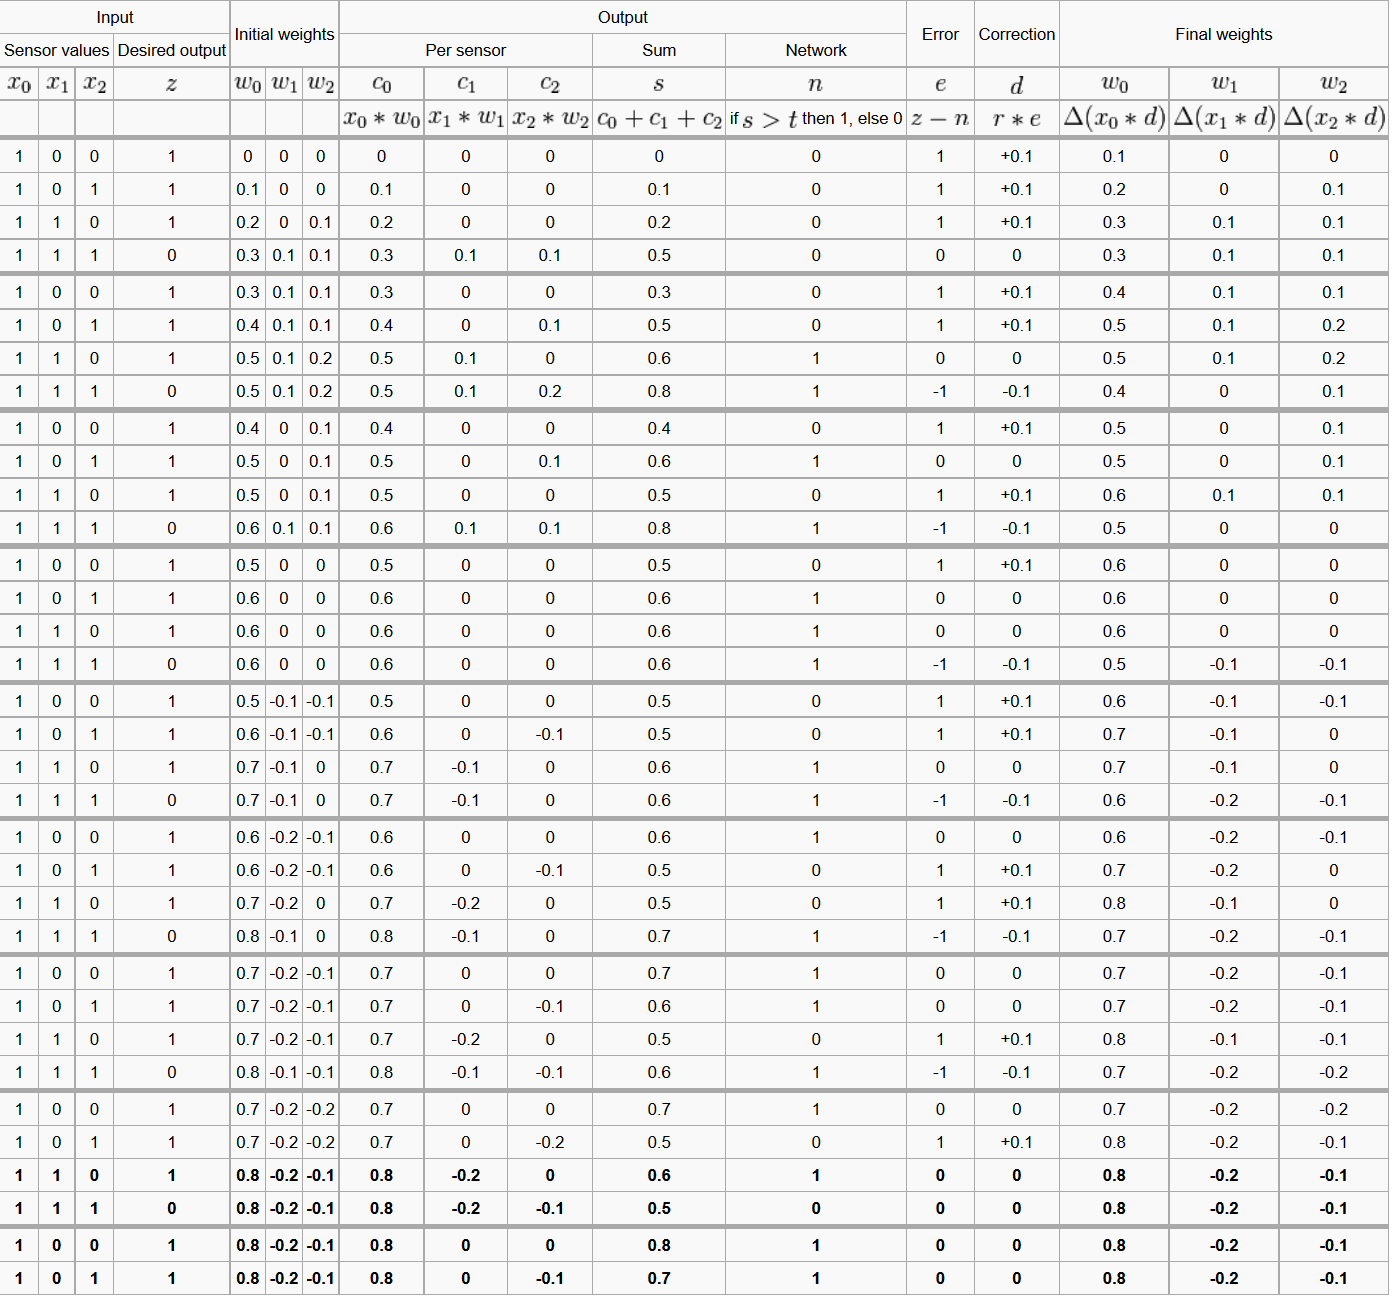 Input Initial weights Output Error Correction Final weights
Sensor values Desired output Per sensor Sum Network
x₀ x₁ x₂ z w₀ w₁ w₂ c₀ c₁ c₂ s n e d w₀ w₁ w₂
x₀ * w₀ x₁ * w₁ x₂ * w₂ c₀ + c₁ + c₂ if s > t then 1, else 0 z − n r * e Δ(x₀ * d) Δ(x₁ * d) Δ(x₂ * d)
1 0 0 1 0 0 0 0 0 0 0 0 1 +0.1 0.1 0 0
1 0 1 1 0.1 0 0 0.1 0 0 0.1 0 1 +0.1 0.2 0 0.1
1 1 0 1 0.2 0 0.1 0.2 0 0 0.2 0 1 +0.1 0.3 0.1 0.1
1 1 1 0 0.3 0.1 0.1 0.3 0.1 0.1 0.5 0 0 0 0.3 0.1 0.1
1 0 0 1 0.3 0.1 0.1 0.3 0 0 0.3 0 1 +0.1 0.4 0.1 0.1
1 0 1 1 0.4 0.1 0.1 0.4 0 0.1 0.5 0 1 +0.1 0.5 0.1 0.2
1 1 0 1 0.5 0.1 0.2 0.5 0.1 0 0.6 1 0 0 0.5 0.1 0.2
1 1 1 0 0.5 0.1 0.2 0.5 0.1 0.2 0.8 1 -1 -0.1 0.4 0 0.1
1 0 0 1 0.4 0 0.1 0.4 0 0 0.4 0 1 +0.1 0.5 0 0.1
1 0 1 1 0.5 0 0.1 0.5 0 0.1 0.6 1 0 0 0.5 0 0.1
1 1 0 1 0.5 0 0.1 0.5 0 0 0.5 0 1 +0.1 0.6 0.1 0.1
1 1 1 0 0.6 0.1 0.1 0.6 0.1 0.1 0.8 1 -1 -0.1 0.5 0 0
1 0 0 1 0.5 0 0 0.5 0 0 0.5 0 1 +0.1 0.6 0 0
1 0 1 1 0.6 0 0 0.6 0 0 0.6 1 0 0 0.6 0 0
1 1 0 1 0.6 0 0 0.6 0 0 0.6 1 0 0 0.6 0 0
1 1 1 0 0.6 0 0 0.6 0 0 0.6 1 -1 -0.1 0.5 -0.1 -0.1
1 0 0 1 0.5 -0.1 -0.1 0.5 0 0 0.5 0 1 +0.1 0.6 -0.1 -0.1
1 0 1 1 0.6 -0.1 -0.1 0.6 0 -0.1 0.5 0 1 +0.1 0.7 -0.1 0
1 1 0 1 0.7 -0.1 0 0.7 -0.1 0 0.6 1 0 0 0.7 -0.1 0
1 1 1 0 0.7 -0.1 0 0.7 -0.1 0 0.6 1 -1 -0.1 0.6 -0.2 -0.1
1 0 0 1 0.6 -0.2 -0.1 0.6 0 0 0.6 1 0 0 0.6 -0.2 -0.1
1 0 1 1 0.6 -0.2 -0.1 0.6 0 -0.1 0.5 0 1 +0.1 0.7 -0.2 0
1 1 0 1 0.7 -0.2 0 0.7 -0.2 0 0.5 0 1 +0.1 0.8 -0.1 0
1 1 1 0 0.8 -0.1 0 0.8 -0.1 0 0.7 1 -1 -0.1 0.7 -0.2 -0.1
1 0 0 1 0.7 -0.2 -0.1 0.7 0 0 0.7 1 0 0 0.7 -0.2 -0.1
1 0 1 1 0.7 -0.2 -0.1 0.7 0 -0.1 0.6 1 0 0 0.7 -0.2 -0.1
1 1 0 1 0.7 -0.2 -0.1 0.7 -0.2 0 0.5 0 1 +0.1 0.8 -0.1 -0.1
1 1 1 0 0.8 -0.1 -0.1 0.8 -0.1 -0.1 0.6 1 -1 -0.1 0.7 -0.2 -0.2
1 0 0 1 0.7 -0.2 -0.2 0.7 0 0 0.7 1 0 0 0.7 -0.2 -0.2
1 0 1 1 0.7 -0.2 -0.2 0.7 0 -0.2 0.5 0 1 +0.1 0.8 -0.2 -0.1
1 1 0 1 0.8 -0.2 -0.1 0.8 -0.2 0 0.6 1 0 0 0.8 -0.2 -0.1
1 1 1 0 0.8 -0.2 -0.1 0.8 -0.2 -0.1 0.5 0 0 0 0.8 -0.2 -0.1
1 0 0 1 0.8 -0.2 -0.1 0.8 0 0 0.8 1 0 0 0.8 -0.2 -0.1
1 0 1 1 0.8 -0.2 -0.1 0.8 0 -0.1 0.7 1 0 0 0.8 -0.2 -0.1